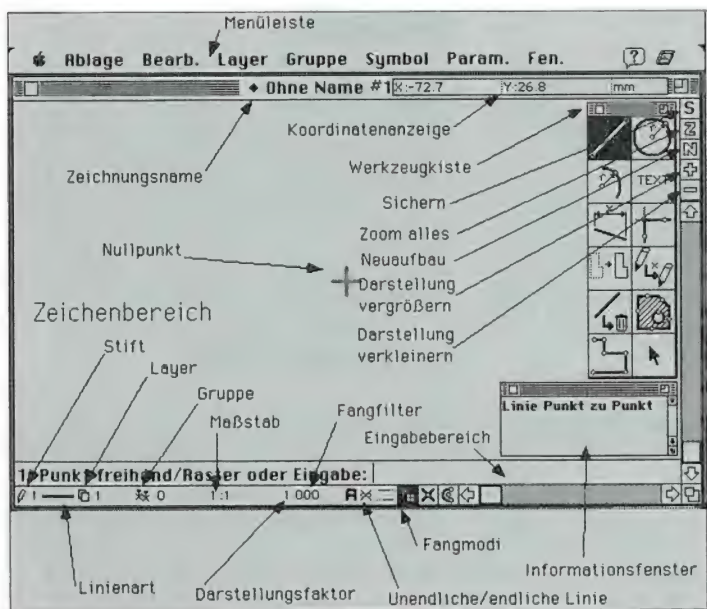 Menüleiste
Ablage Bearb. Layer Gruppe Symbol Param. Fen. ?
Ohne Name #1 X:-72.7 Y:26.8 mm
S
Koordinatenanzeige
Z
Werkzeugkiste
N
Zeichnungsname
TEXT
Sichern
Zoom alles
Nullpunkt
Neuaufbau
Darstellung
vergrößern
Zeichenbereich
Darstellung
verkleinern
Stift
Layer
Gruppe
Maßstab
Fangfilter
Linie Punkt zu Punkt
Eingabebereich
1. Punkt freihand/Raster oder Eingabe:
1 1 0 1:1 1.000
Fangmodi
Linienart
Darstellungsfaktor
Unendliche/endliche Linie
Informationsfenster